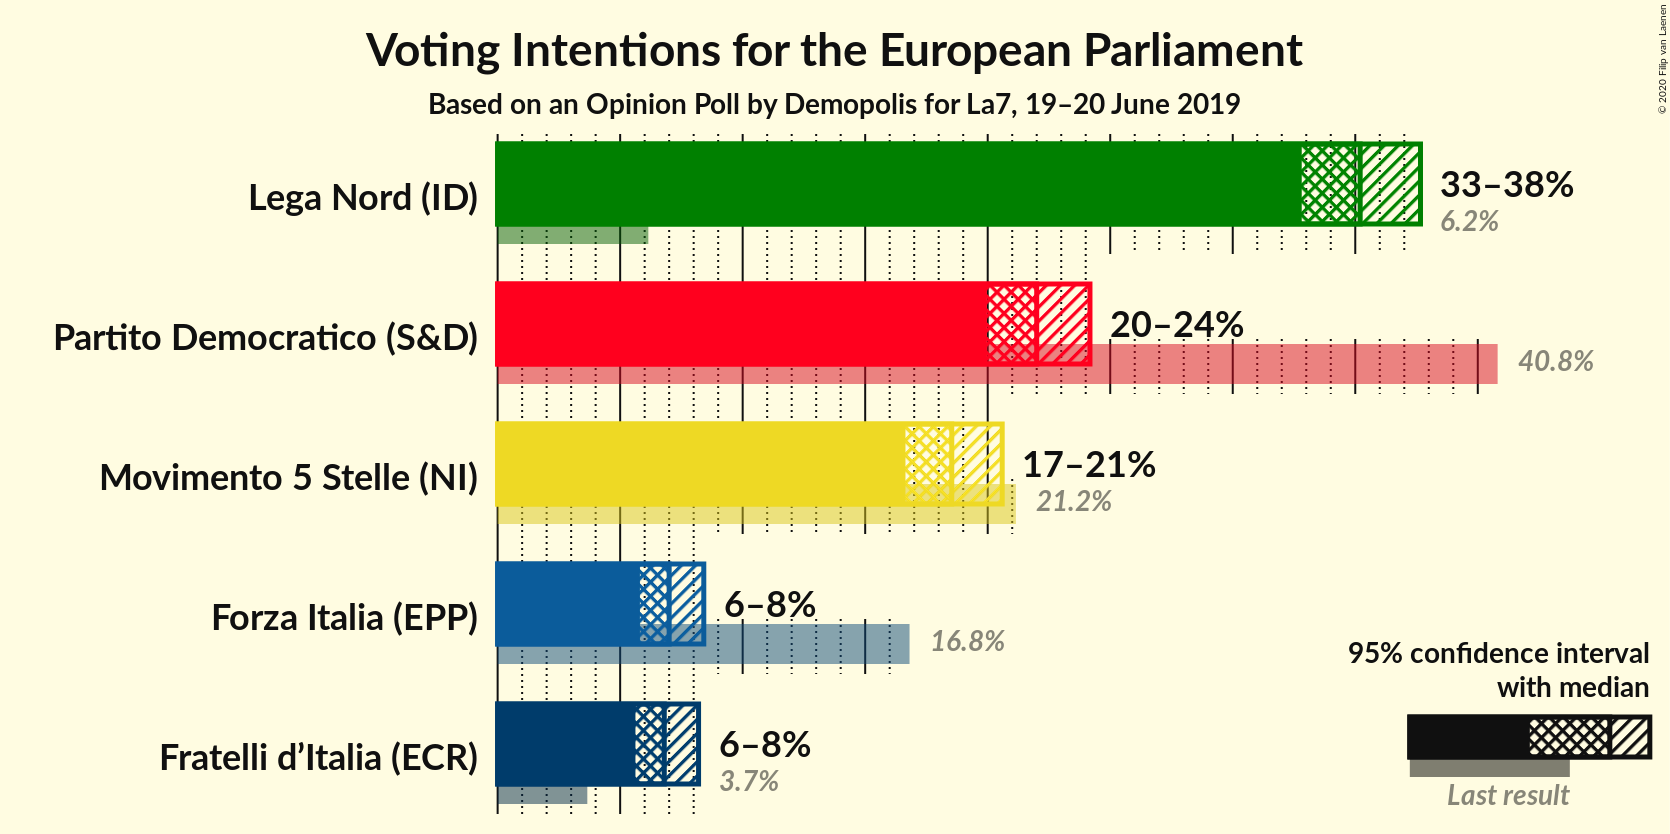 Voting Intentions for the European Parliament
Based on an Opinion Poll by Demopolis for La7, 19–20 June 2019
© 2020 Filip van Laenen
Lega Nord (ID)
33–38%
6.2%
Partito Democratico (S&D)
20–24%
40.8%
Movimento 5 Stelle (NI)
17–21%
21.2%
Forza Italia (EPP)
6–8%
16.8%
Fratelli d’Italia (ECR)
6–8%
3.7%
95% confidence interval
with median
Last result